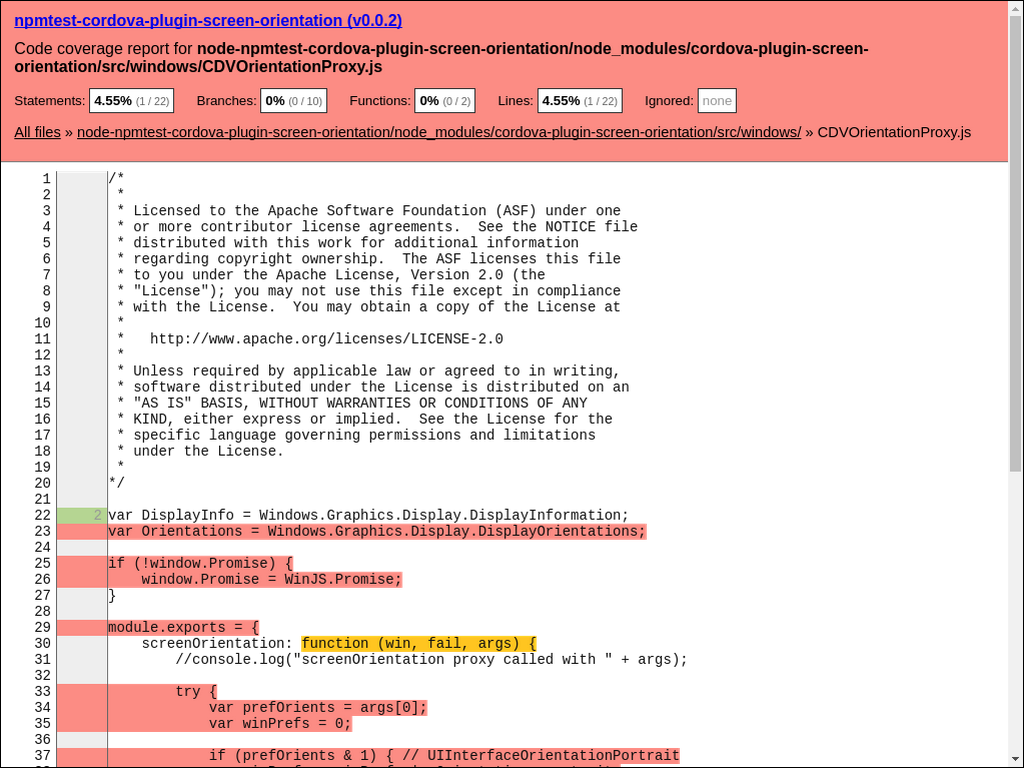 npmtest-cordova-plugin-screen-orientation (v0.0.2)
Code coverage report for node-npmtest-cordova-plugin-screen-orientation/node_modules/cordova-plugin-screen-
orientation/src/windows/CDVOrientationProxy.js
Statements: 4.55% (1 / 22) Branches: 0% (0 / 10) Functions: 0% (0 / 2) Lines: 4.55% (1 / 22) Ignored: none
All files » node-npmtest-cordova-plugin-screen-orientation/node_modules/cordova-plugin-screen-orientation/src/windows/ » CDVOrientationProxy.js
1 /*
2 *
3 * Licensed to the Apache Software Foundation (ASF) under one
4 * or more contributor license agreements.  See the NOTICE file
5 * distributed with this work for additional information
6 * regarding copyright ownership.  The ASF licenses this file
7 * to you under the Apache License, Version 2.0 (the
8 * "License"); you may not use this file except in compliance
9 * with the License.  You may obtain a copy of the License at
10 *
11 *   http://www.apache.org/licenses/LICENSE-2.0
12 *
13 * Unless required by applicable law or agreed to in writing,
14 * software distributed under the License is distributed on an
15 * "AS IS" BASIS, WITHOUT WARRANTIES OR CONDITIONS OF ANY
16 * KIND, either express or implied.  See the License for the
17 * specific language governing permissions and limitations
18 * under the License.
19 *
20 */
21
22 2 var DisplayInfo = Windows.Graphics.Display.DisplayInformation;
23 var Orientations = Windows.Graphics.Display.DisplayOrientations;
24
25 if (!window.Promise) {
26     window.Promise = WinJS.Promise;
27 }
28
29 module.exports = {
30     screenOrientation: function (win, fail, args) {
31         //console.log("screenOrientation proxy called with " + args);
32
33         try {
34             var prefOrients = args[0];
35             var winPrefs = 0;
36
37             if (prefOrients & 1) { // UIInterfaceOrientationPortrait